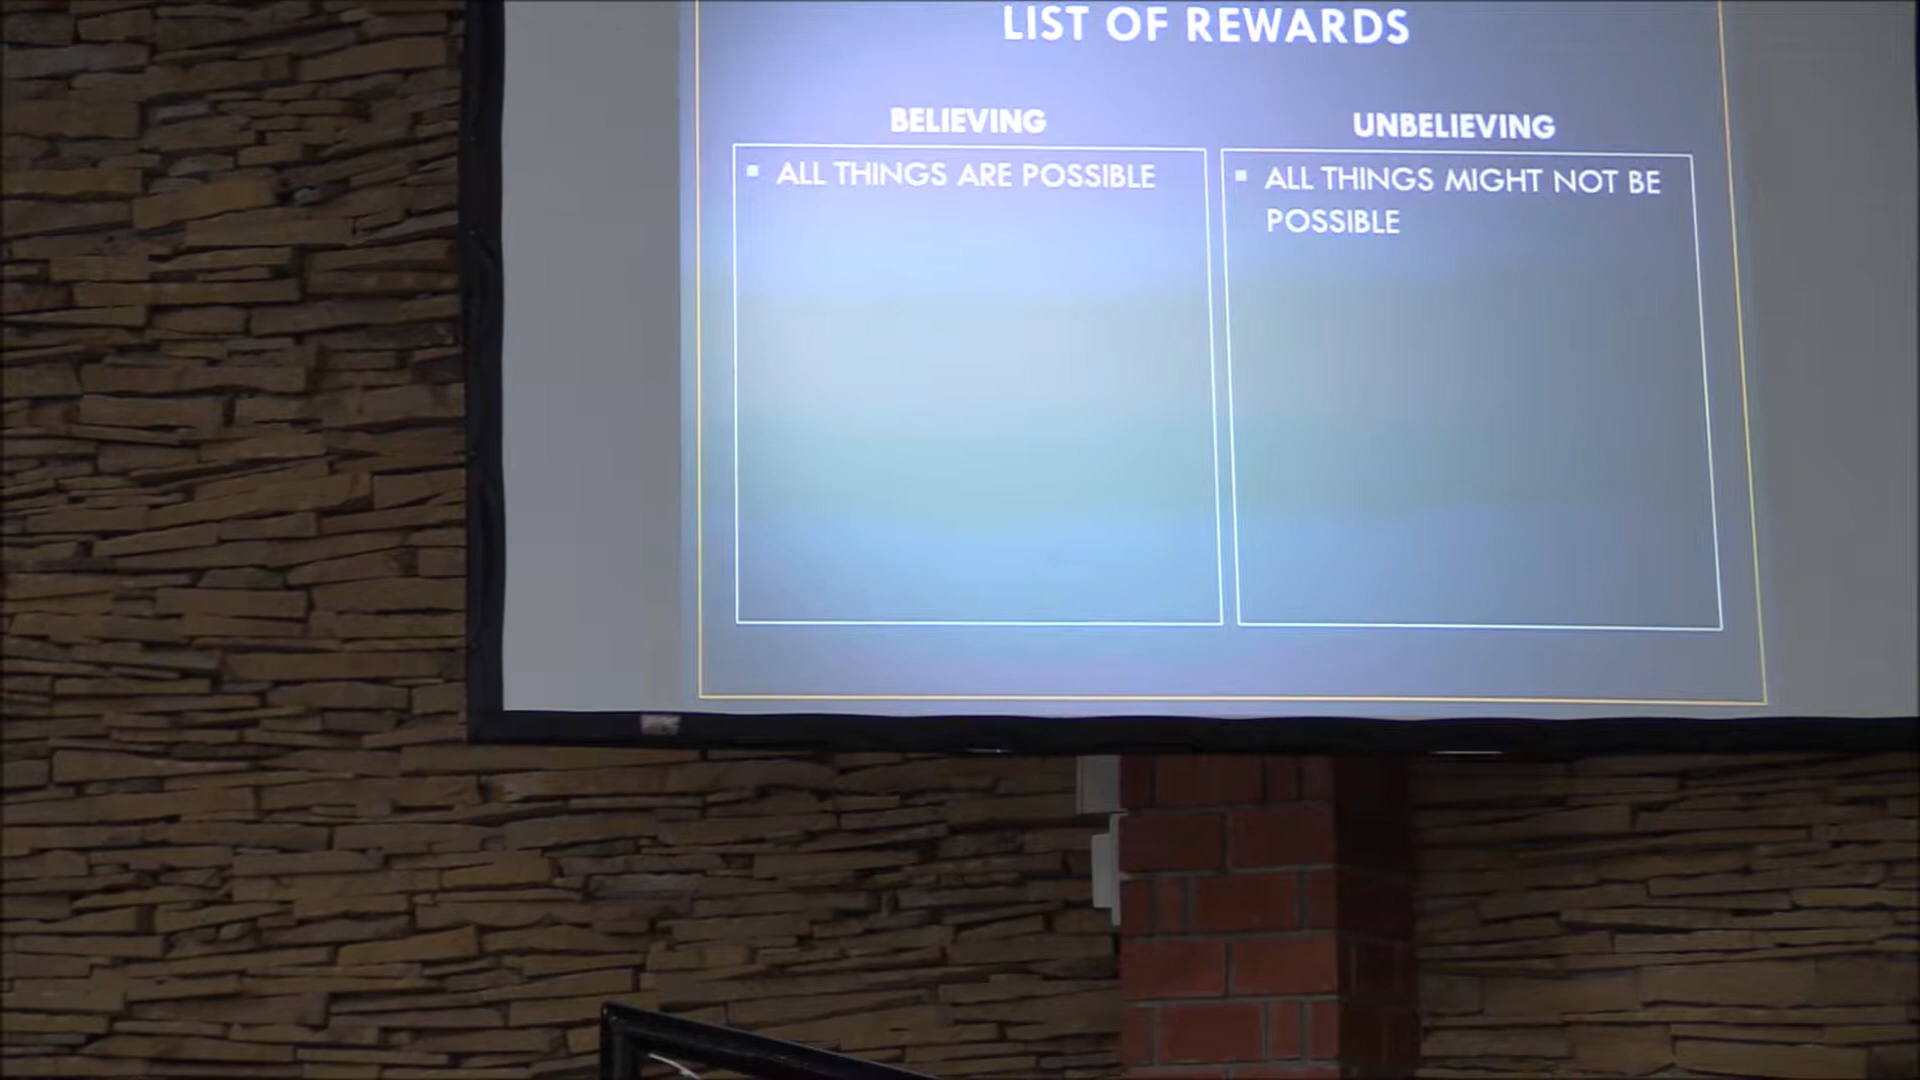 LIST OF REWARDS
BELIEVING
▪ ALL THINGS ARE POSSIBLE
UNBELIEVING
▪ ALL THINGS MIGHT NOT BE
POSSIBLE